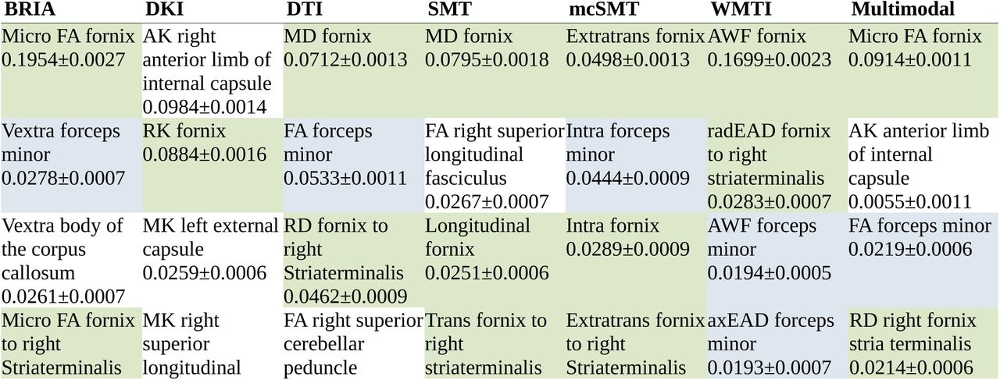 BRIA DKI DTI SMT mcSMT WMTI Multimodal
Micro FA fornix
0.1954±0.0027
AK right
anterior limb of
internal capsule
0.0984±0.0014
MD fornix
0.0712±0.0013
MD fornix
0.0795±0.0018
Extratrans fornix
0.0498±0.0013
AWF fornix
0.1699±0.0023
Micro FA fornix
0.0914±0.0011
Vextra forceps
minor
0.0278±0.0007
RK fornix
0.0884±0.0016
FA forceps
minor
0.0533±0.0011
FA right superior
longitudinal
fasciculus
0.0267±0.0007
Intra forceps
minor
0.0444±0.0009
radEAD fornix
to right
striaterminalis
0.0283±0.0007
AK anterior limb
of internal
capsule
0.0055±0.0011
Vextra body of
the corpus
callosum
0.0261±0.0007
MK left external
capsule
0.0259±0.0006
RD fornix to
right
Striaterminalis
0.0462±0.0009
Longitudinal
fornix
0.0251±0.0006
Intra fornix
0.0289±0.0009
AWF forceps
minor
0.0194±0.0005
FA forceps minor
0.0219±0.0006
Micro FA fornix
to right
Striaterminalis
MK right
superior
longitudinal
FA right superior
cerebellar
peduncle
Trans fornix to
right
striaterminalis
Extratrans fornix
to right
Striaterminalis
axEAD forceps
minor
0.0193±0.0007
RD right fornix
stria terminalis
0.0214±0.0006